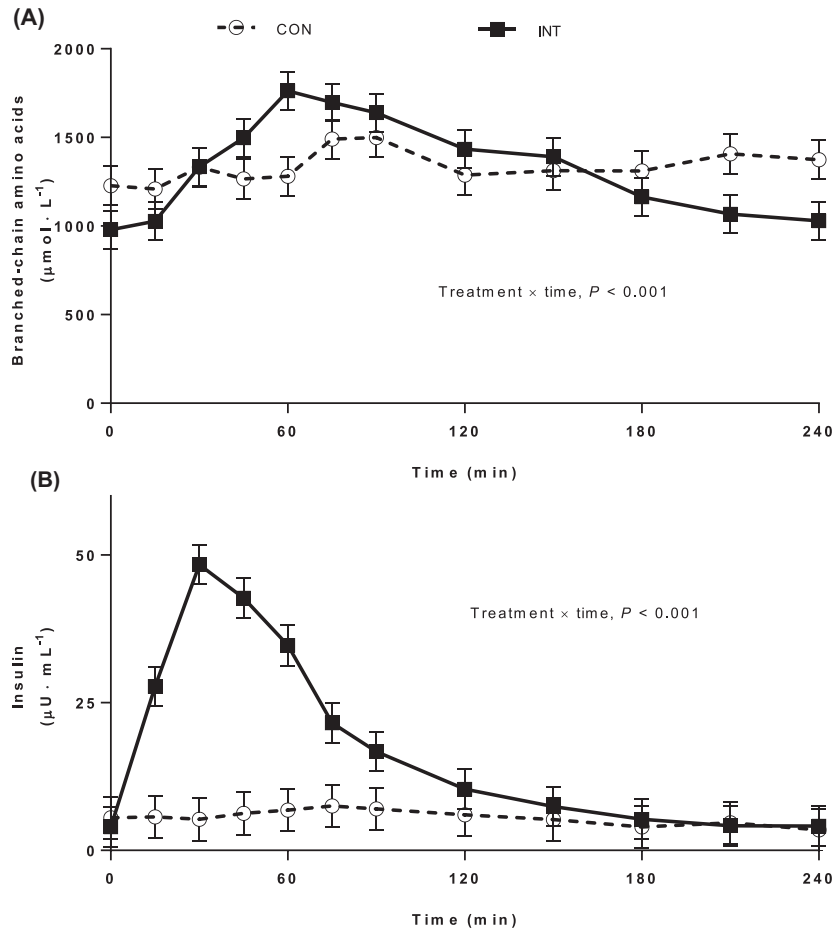 (A)
CON
INT
2000
1500
1000
500
0
Branched-chain amino acids
(μmol · L⁻¹)
Treatment × time, P < 0.001
0
60
120
180
240
Time (min)
(B)
50
25
0
Insulin
(μU · mL⁻¹)
Treatment × time, P < 0.001
0
60
120
180
240
Time (min)